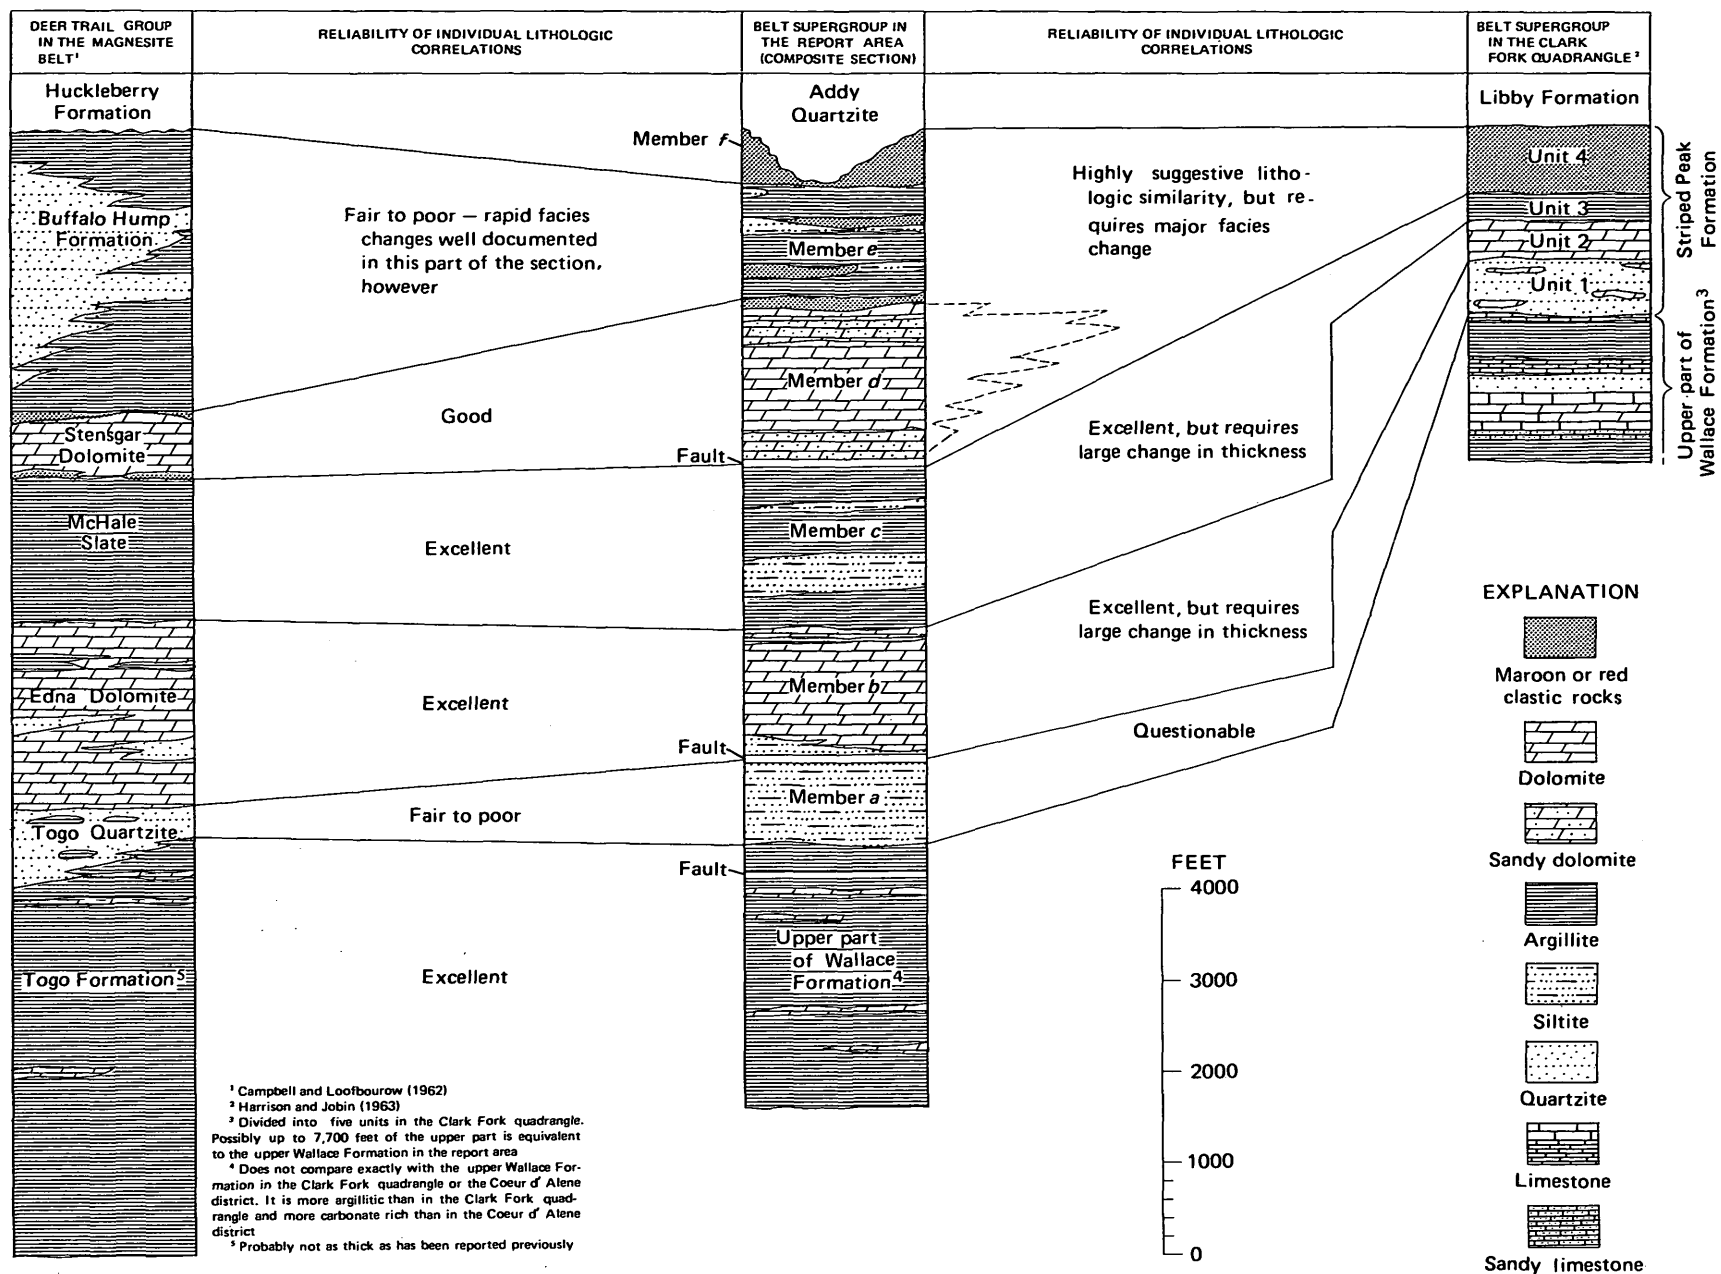 DEER TRAIL GROUP
IN THE MAGNESITE
BELT¹
RELIABILITY OF INDIVIDUAL LITHOLOGIC
CORRELATIONS
BELT SUPERGROUP IN
THE REPORT AREA
(COMPOSITE SECTION)
RELIABILITY OF INDIVIDUAL LITHOLOGIC
CORRELATIONS
BELT SUPERGROUP
IN THE CLARK
FORK QUADRANGLE ²
Huckleberry
Formation
Buffalo Hump
Formation
Stensgar
Dolomite
McHale
Slate
Edna Dolomite
Togo Quartzite
Togo Formation⁵
Fair to poor — rapid facies
changes well documented
in this part of the section,
however
Good
Excellent
Excellent
Fair to poor
Excellent
Addy
Quartzite
Member f
Member e
Member d
Fault
Member c
Member b
Fault
Member a
Fault
Upper part
of Wallace
Formation⁴
Highly suggestive litho-
logic similarity, but re-
quires major facies
change
Excellent, but requires
large change in thickness
Excellent, but requires
large change in thickness
Questionable
Libby Formation
Unit 4
Unit 3
Unit 2
Unit 1
Striped Peak
Formation
Upper part of
Wallace Formation³
EXPLANATION
Maroon or red
clastic rocks
Dolomite
Sandy dolomite
Argillite
Siltite
Quartzite
Limestone
Sandy limestone
FEET
4000
3000
2000
1000
0
¹ Campbell and Loofbourow (1962)
² Harrison and Jobin (1963)
³ Divided into five units in the Clark Fork quadrangle.
Possibly up to 7,700 feet of the upper part is equivalent
to the upper Wallace Formation in the report area
⁴ Does not compare exactly with the upper Wallace For-
mation in the Clark Fork quadrangle or the Coeur d' Alene
district. It is more argillitic than in the Clark Fork quad-
rangle and more carbonate rich than in the Coeur d' Alene
district
⁵ Probably not as thick as has been reported previously